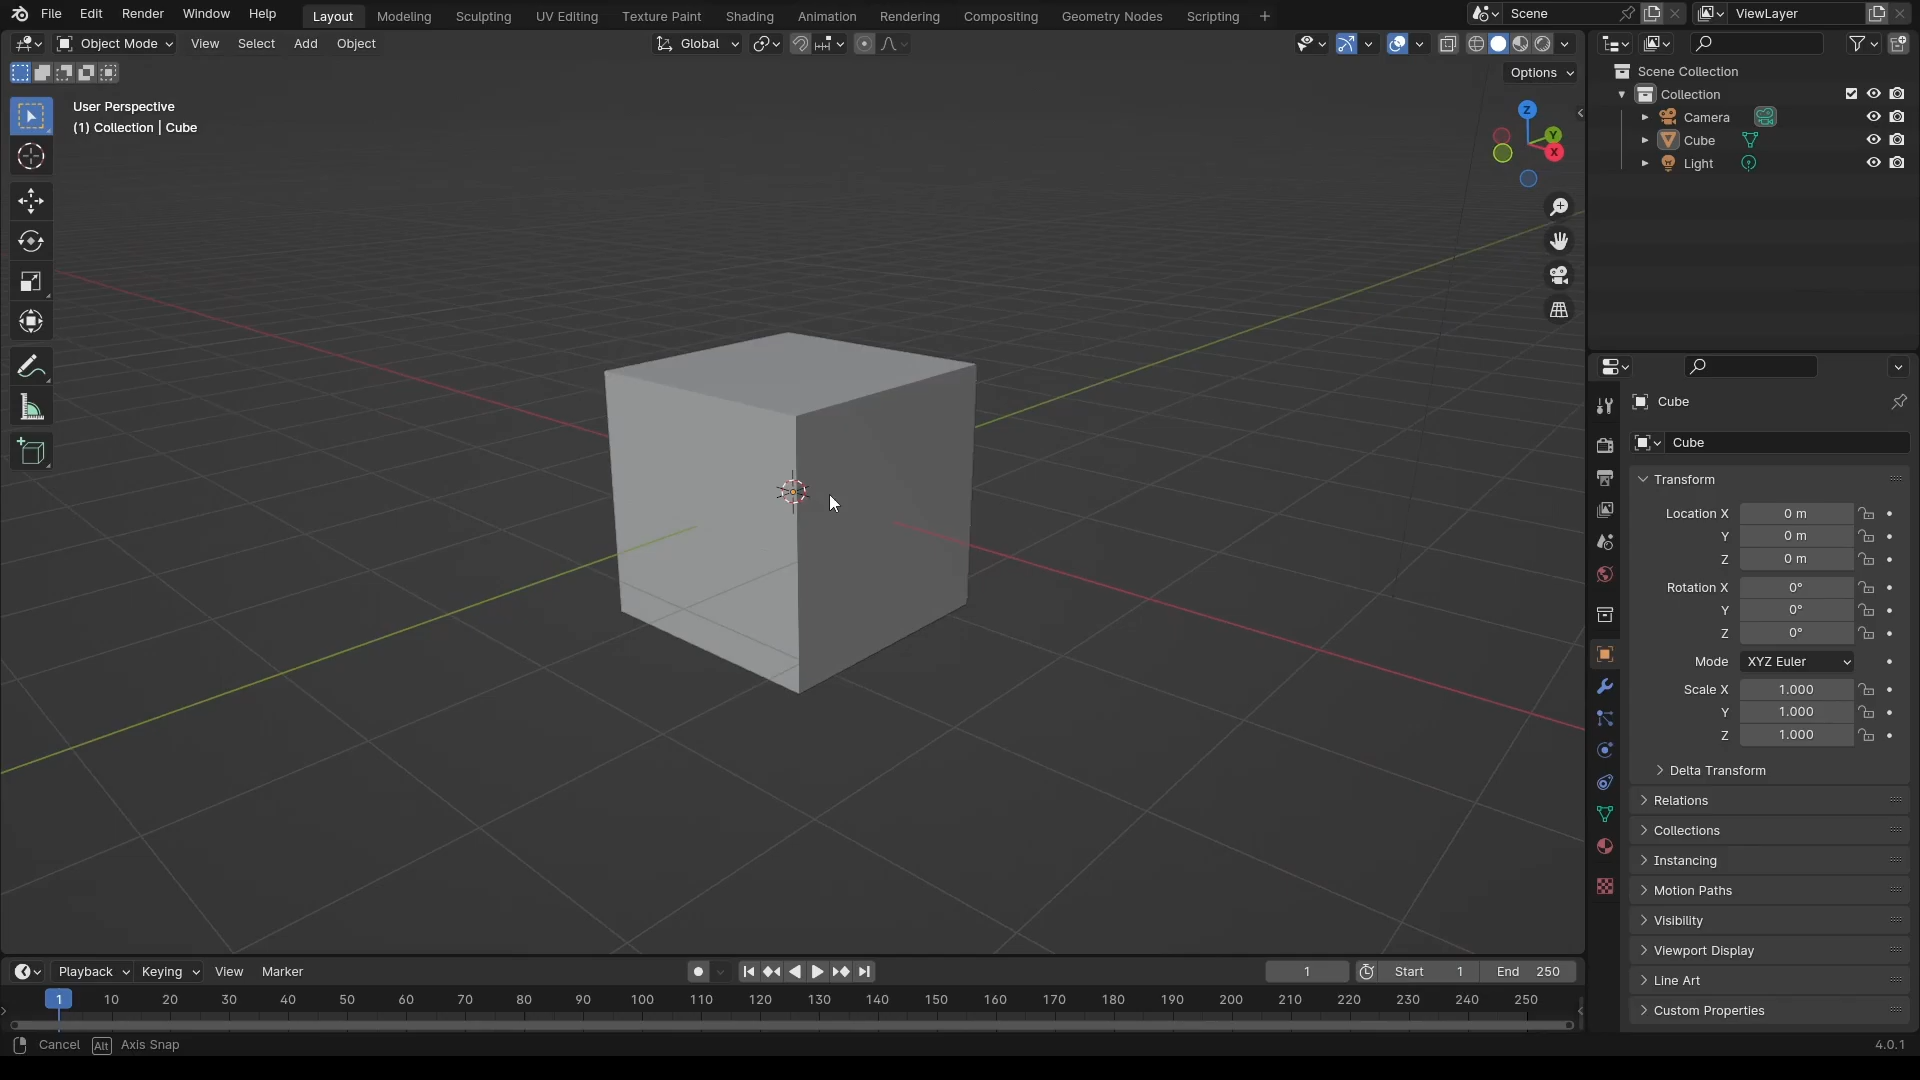 File Edit Render Window Help Layout Modeling Sculpting UV Editing Texture Paint Shading Animation Rendering Compositing Geometry Nodes Scripting + Scene ViewLayer
Object Mode View Select Add Object Global
Options
User Perspective
(1) Collection | Cube
Z
Y
X
Scene Collection
Collection
Camera
Cube
Light
Cube
Cube
Transform
Location X 0 m
Y 0 m
Z 0 m
Rotation X 0°
Y 0°
Z 0°
Mode XYZ Euler
Scale X 1.000
Y 1.000
Z 1.000
Delta Transform
Relations
Collections
Instancing
Motion Paths
Visibility
Viewport Display
Line Art
Custom Properties
Playback Keying View Marker 1 Start 1 End 250
1 10 20 30 40 50 60 70 80 90 100 110 120 130 140 150 160 170 180 190 200 210 220 230 240 250
Cancel Alt Axis Snap 4.0.1